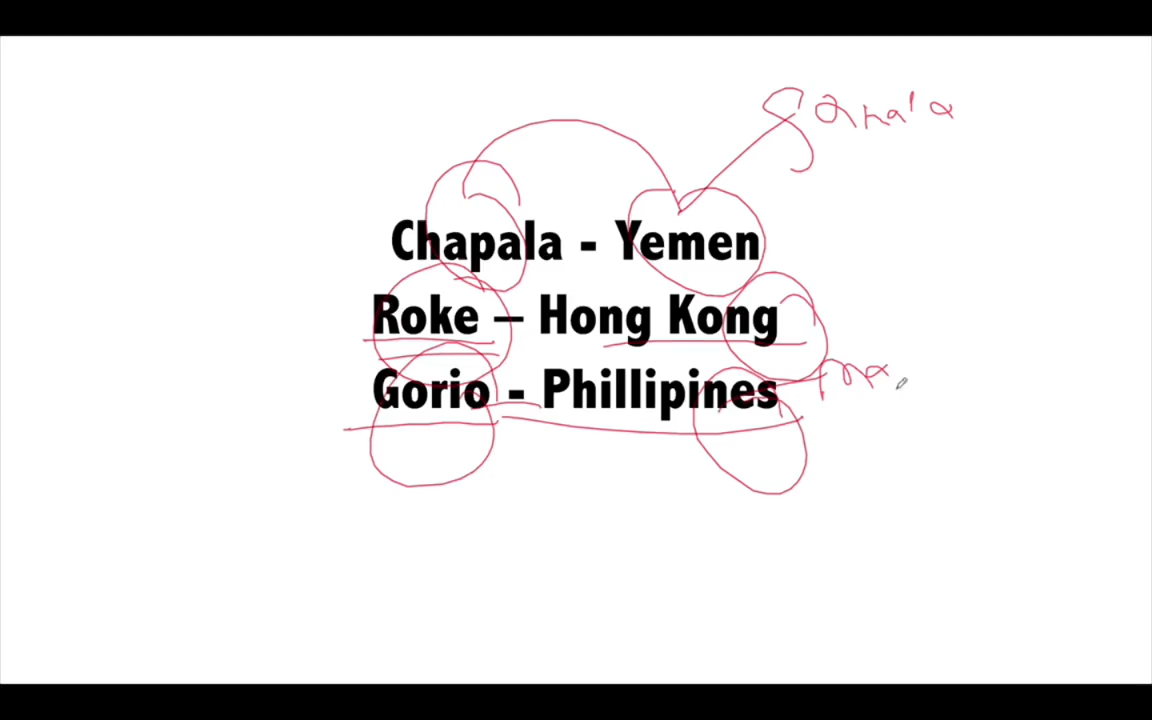 Chapala - Yemen
Roke – Hong Kong
Gorio - Phillipines